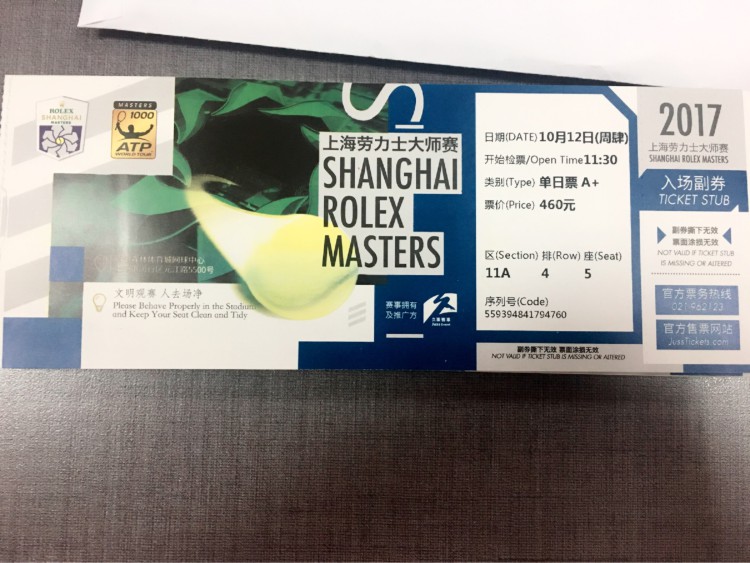 ROLEX
SHANGHAI
MASTERS
MASTERS
1000
ATP
WORLD TOUR
S
上海劳力士大师赛
SHANGHAI
ROLEX
MASTERS
文明观赛 人去场净
Please Behave Properly in the Stadium
and Keep Your Seat Clean and Tidy
赛事拥有
及推广方
日期(DATE) 10月12日(周肆)
开始检票/Open Time 11:30
类别(Type) 单日票 A+
票价(Price) 460元
区(Section) 排(Row) 座(Seat)
11A 4 5
序列号(Code)
559394841794760
副券撕下无效 票面涂损无效
NOT VALID IF TICKET STUB IS MISSING OR ALTERED
2017
上海劳力士大师赛
SHANGHAI ROLEX MASTERS
入场副券
TICKET STUB
副券撕下无效
票面涂损无效
NOT VALID IF TICKET STUB
IS MISSING OR ALTERED
官方票务热线
021-962123
官方售票网站
JussTickets.com